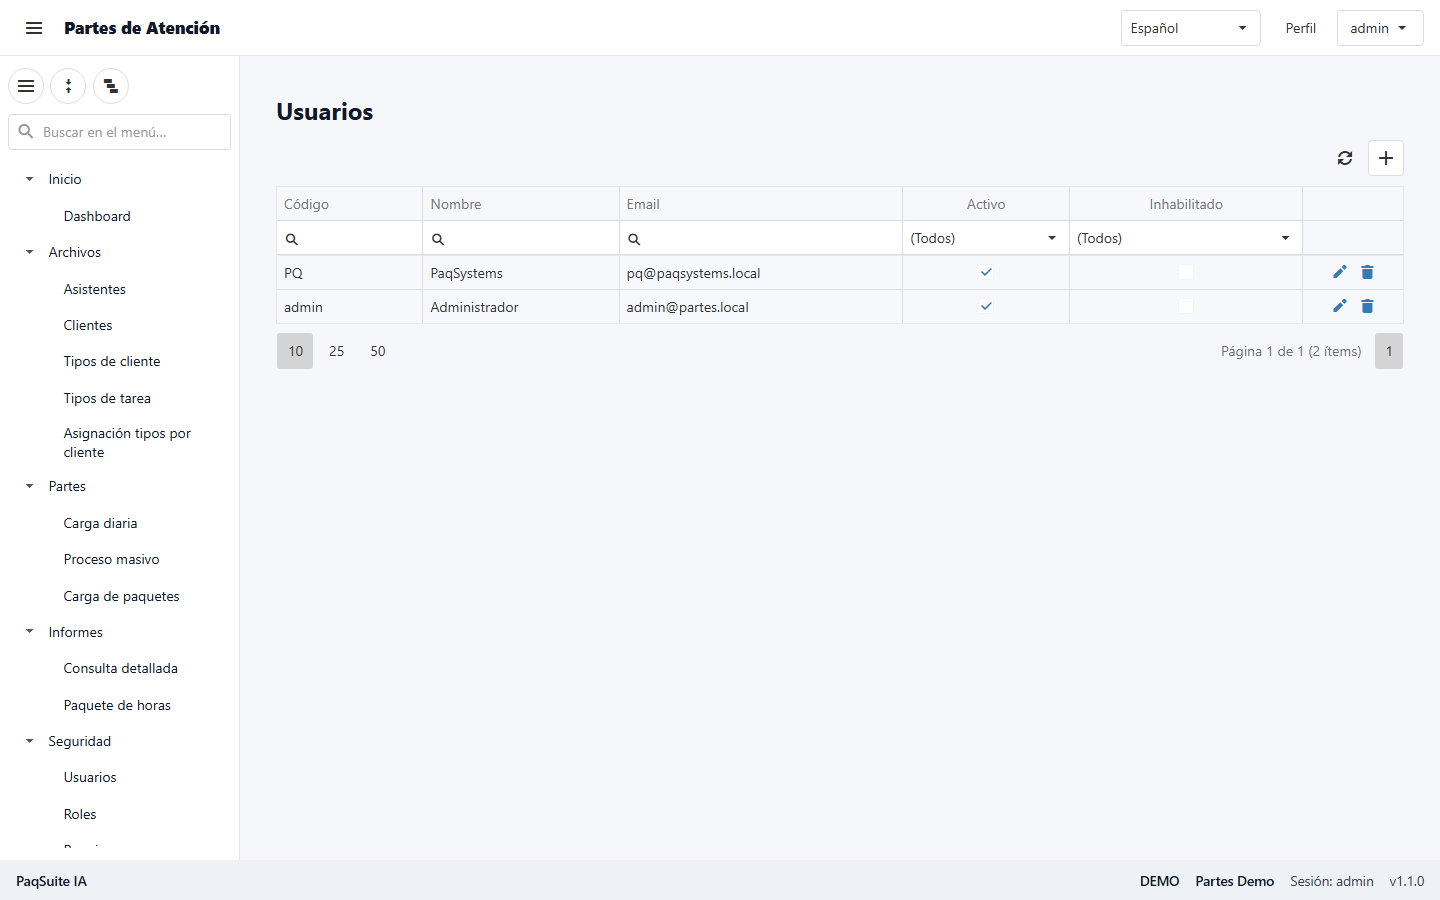 Partes de Atención
Español
Perfil
admin
Buscar en el menú...
Inicio
Dashboard
Archivos
Asistentes
Clientes
Tipos de cliente
Tipos de tarea
Asignación tipos por
cliente
Partes
Carga diaria
Proceso masivo
Carga de paquetes
Informes
Consulta detallada
Paquete de horas
Seguridad
Usuarios
Roles
Usuarios
Código Nombre Email Activo Inhabilitado
(Todos) (Todos)
PQ PaqSystems pq@paqsystems.local
admin Administrador admin@partes.local
10 25 50 Página 1 de 1 (2 ítems) 1
PaqSuite IA DEMO Partes Demo Sesión: admin v1.1.0